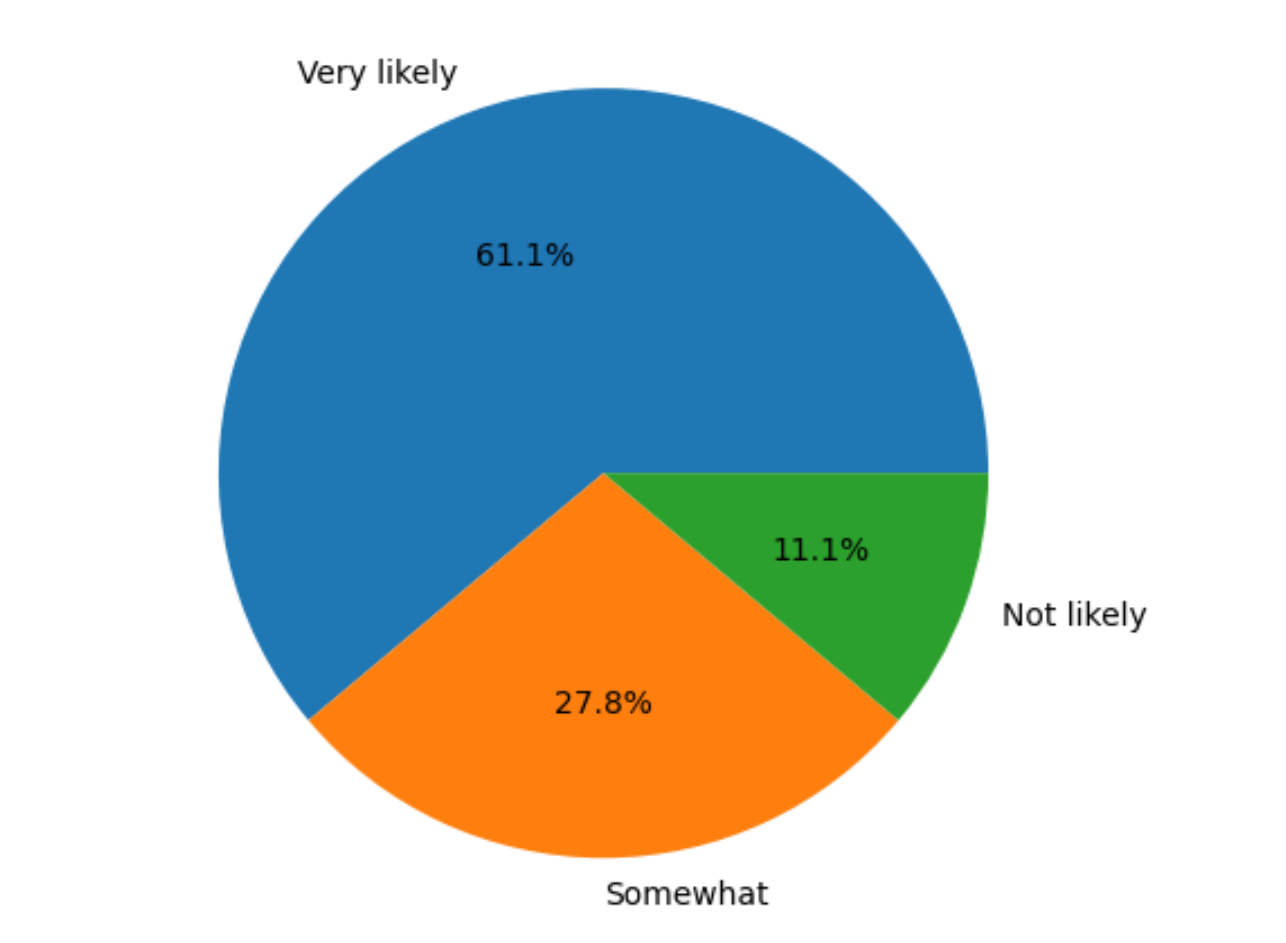 Very likely
61.1%
11.1%
Not likely
27.8%
Somewhat